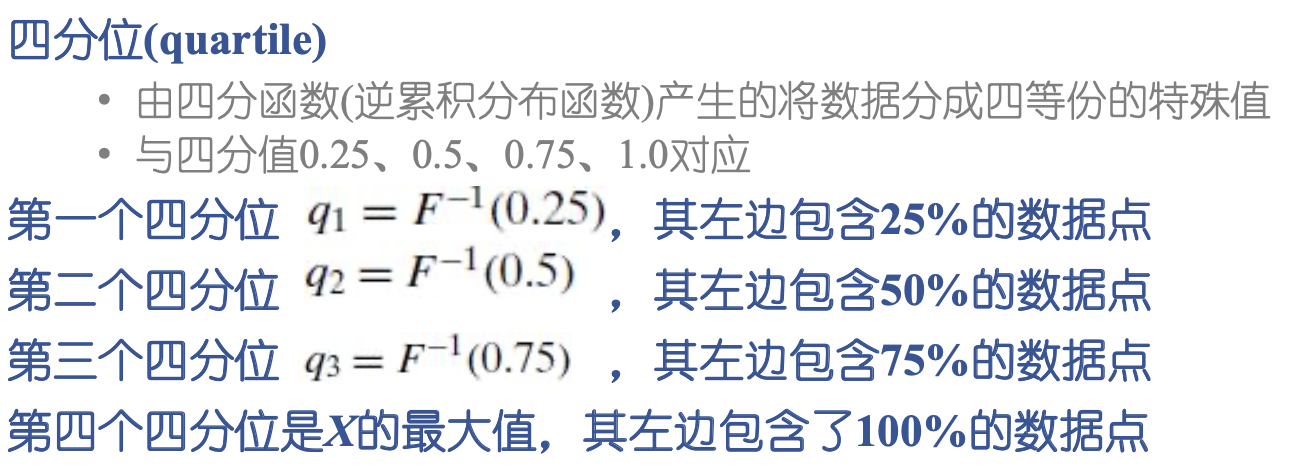 四分位(quartile)
• 由四分函数(逆累积分布函数)产生的将数据分成四等份的特殊值
• 与四分值0.25、0.5、0.75、1.0对应
第一个四分位 q₁ = F⁻¹(0.25)，其左边包含25%的数据点
第二个四分位 q₂ = F⁻¹(0.5) ，其左边包含50%的数据点
第三个四分位 q₃ = F⁻¹(0.75) ，其左边包含75%的数据点
第四个四分位是X的最大值，其左边包含了100%的数据点